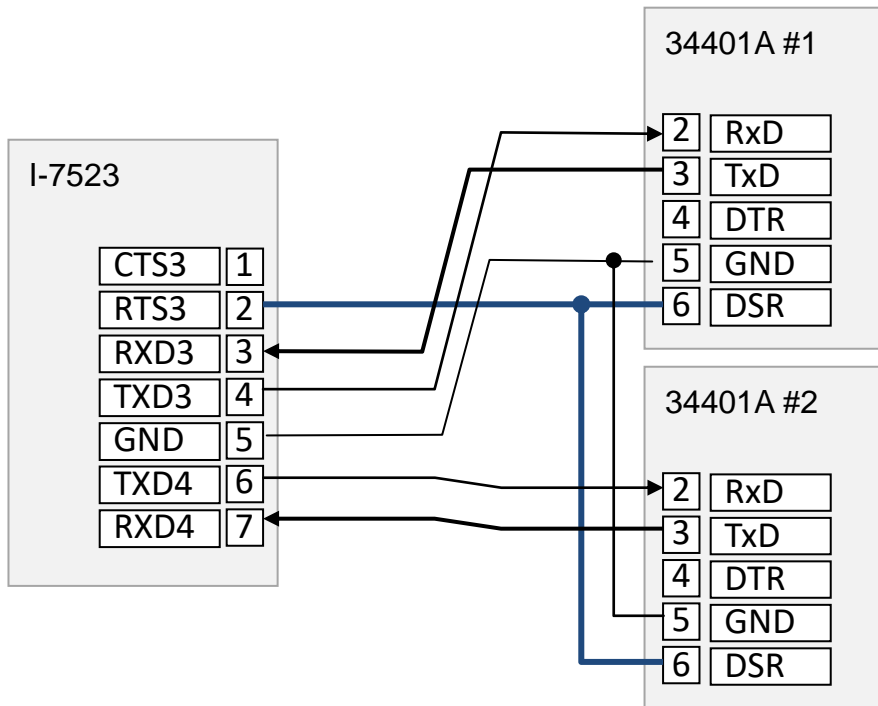 34401A #1
2 RxD
3 TxD
4 DTR
5 GND
6 DSR
I-7523
CTS3 1
RTS3 2
RXD3 3
TXD3 4
GND 5
TXD4 6
RXD4 7
34401A #2
2 RxD
3 TxD
4 DTR
5 GND
6 DSR